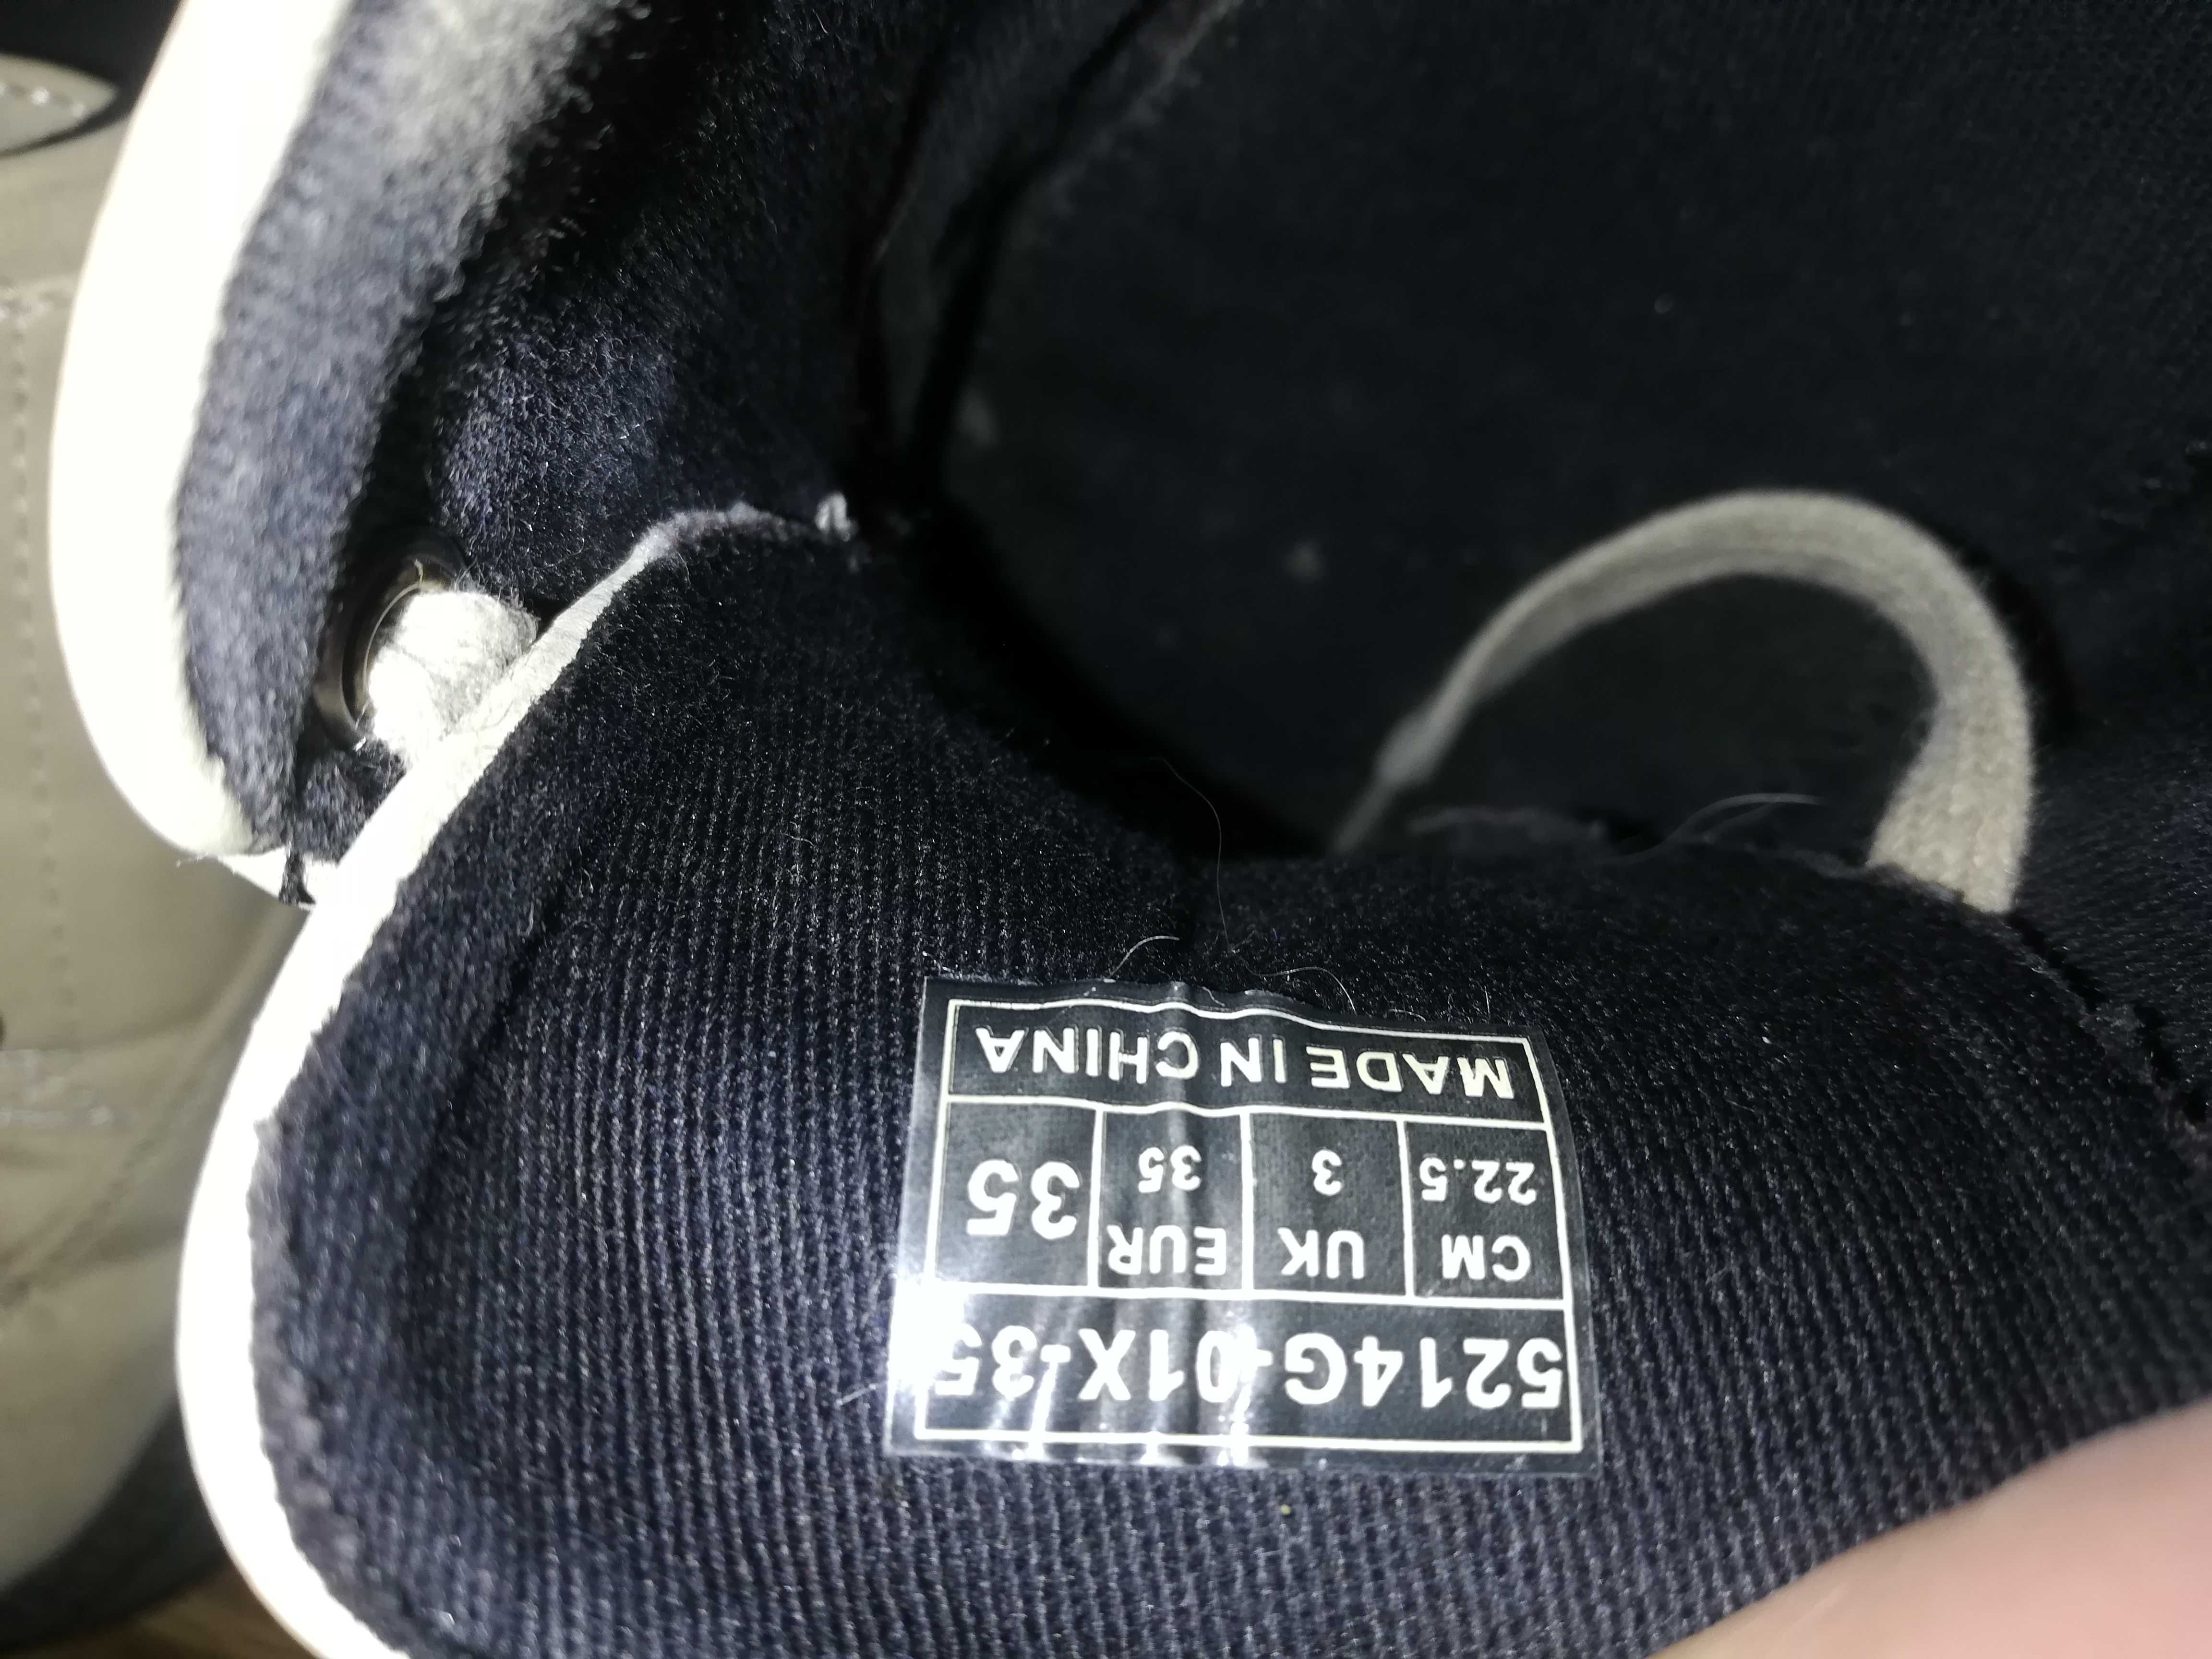 5214G-01X-35
CM UK EUR 35
22.5 3 35
MADE IN CHINA